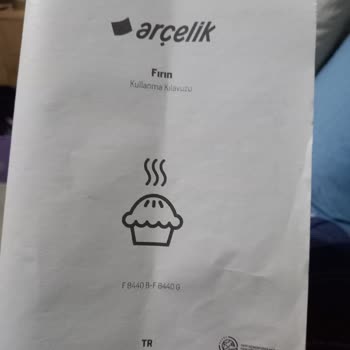 arçelik
Fırın
Kullanma Kılavuzu
F 8440 B-F 8440 G
TR